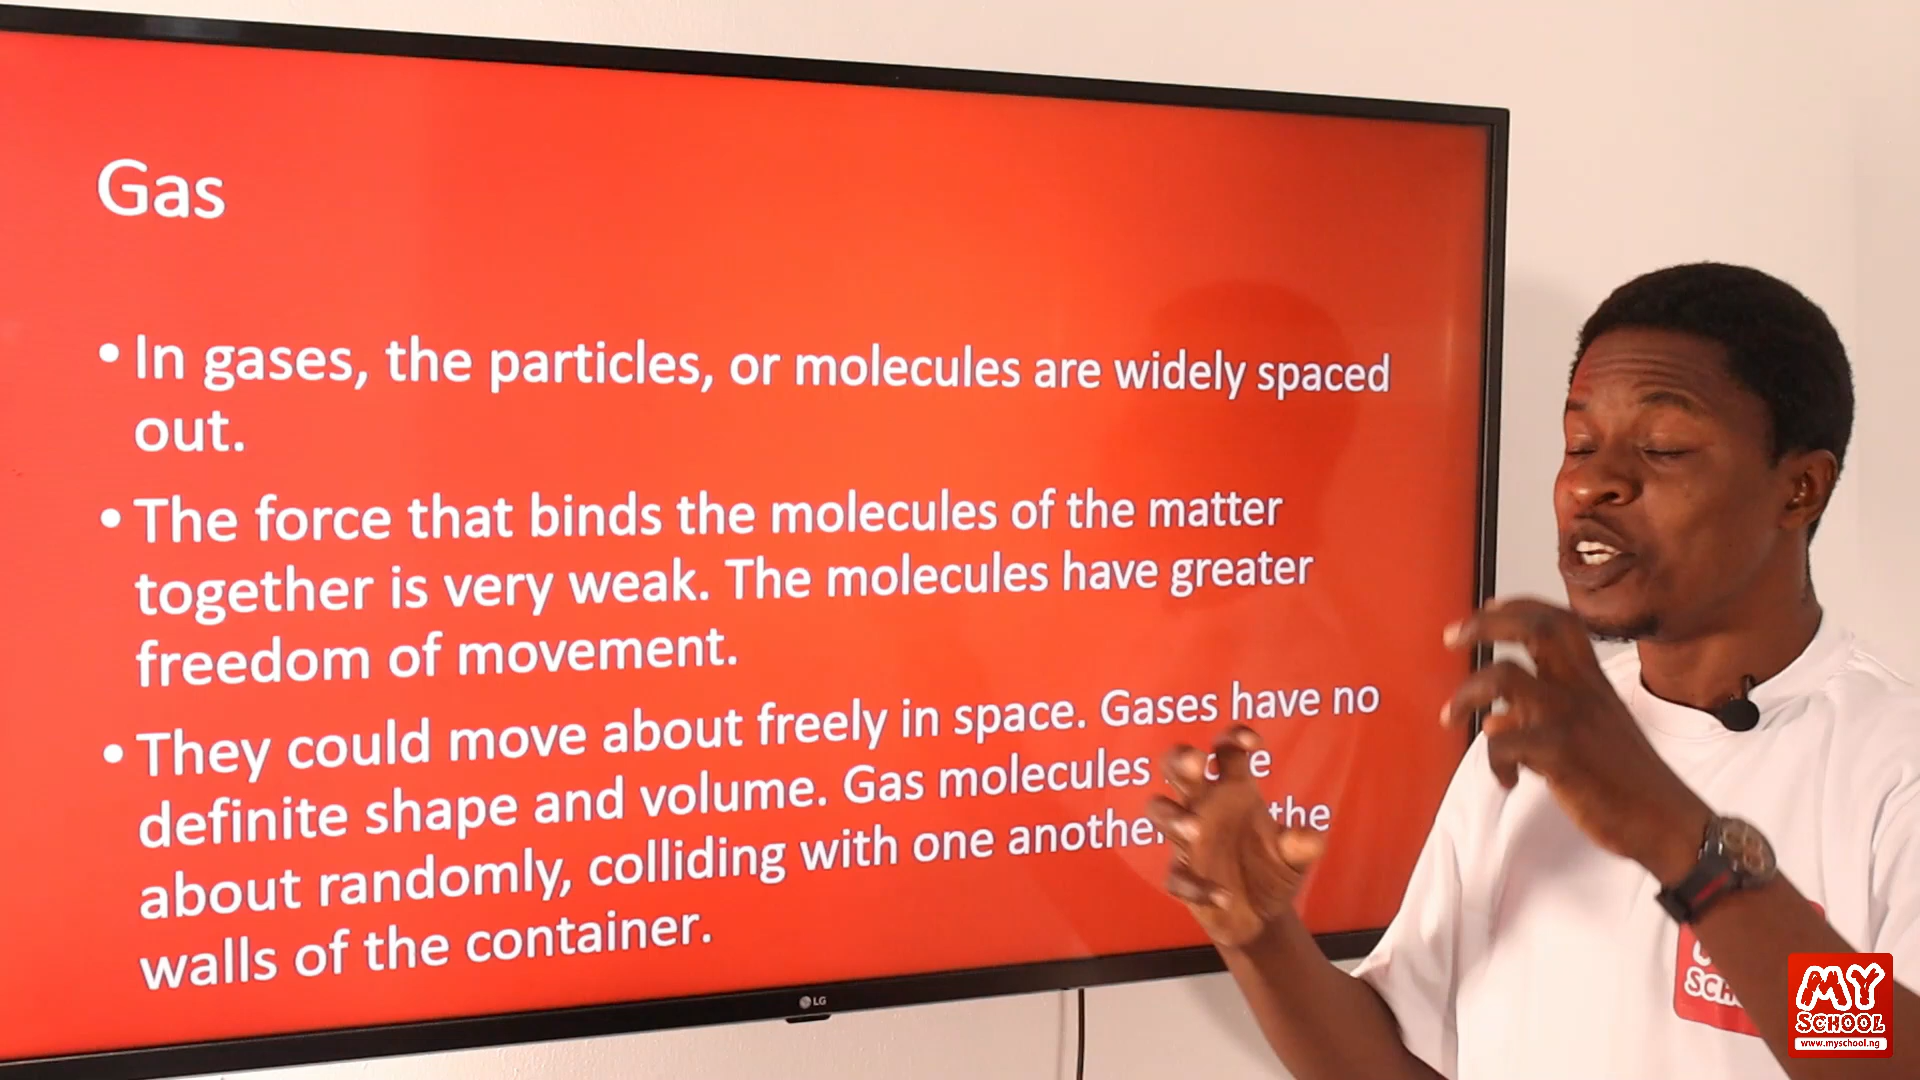 Gas
• In gases, the particles, or molecules are widely spaced
out.
• The force that binds the molecules of the matter
together is very weak. The molecules have greater
freedom of movement.
• They could move about freely in space. Gases have no
definite shape and volume. Gas molecules
about randomly, colliding with one another the
walls of the container.
LG
MY
SCHOOL
www.myschool.ng